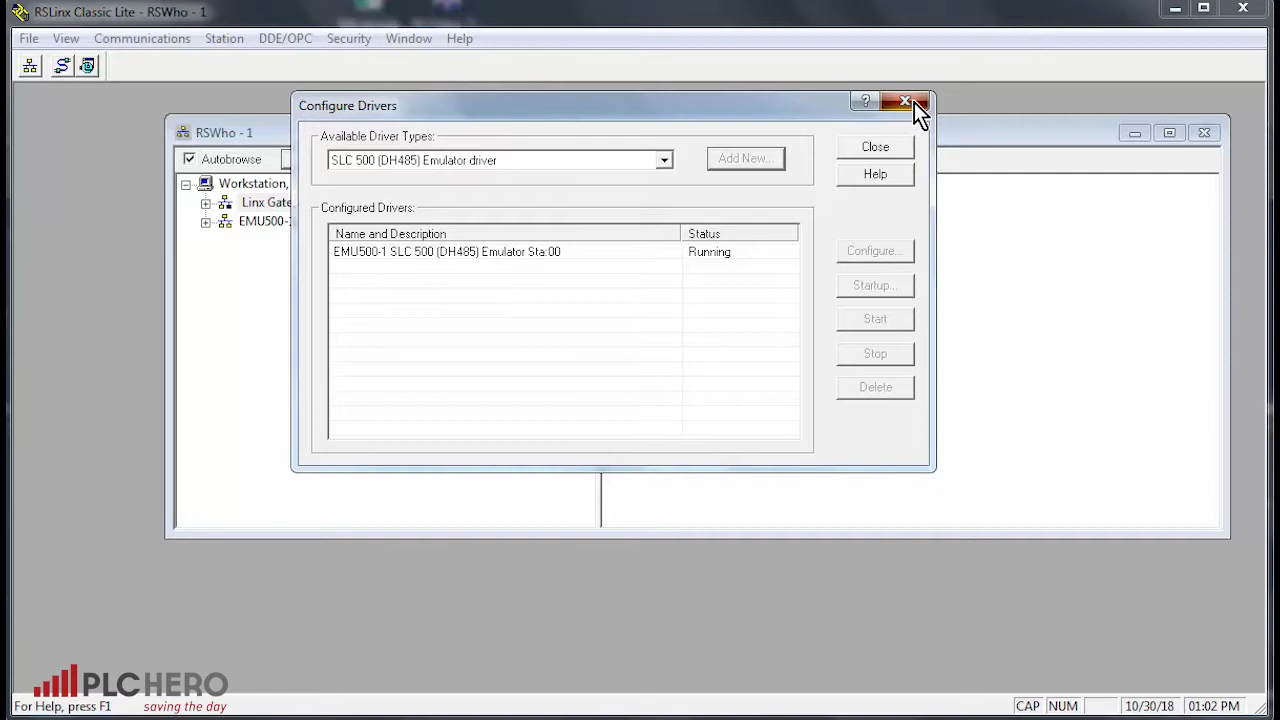 RSLinx Classic Lite - RSWho - 1
File View Communications Station DDE/OPC Security Window Help
Configure Drivers
Available Driver Types:
SLC 500 (DH485) Emulator driver
Add New...
Close
Help
Configured Drivers:
Name and Description Status
EMU500-1 SLC 500 (DH485) Emulator Sta:00 Running
Configure...
Startup...
Start
Stop
Delete
RSWho - 1
Autobrowse
Workstation,
Linx Gate
EMU500-
PLCHERO
saving the day
For Help, press F1
CAP NUM 10/30/18 01:02 PM